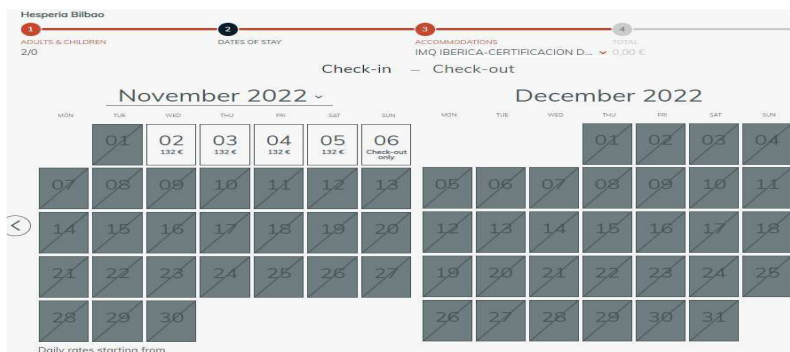 Hesperia Bilbao
1 2 3 4
ADULTS & CHILDREN DATES OF STAY ACCOMMODATIONS TOTAL
2/0 IMQ IBERICA-CERTIFICACION D... 0,00 €
Check-in – Check-out
November 2022 December 2022
MON TUE WED THU FRI SAT SUN MON TUE WED THU FRI SAT SUN
01 02 03 04 05 06 01 02 03 04
132 € 132 € 132 € 132 € Check-out only
07 08 09 10 11 12 13 05 06 07 08 09 10 11
14 15 16 17 18 19 20 12 13 14 15 16 17 18
21 22 23 24 25 26 27 19 20 21 22 23 24 25
28 29 30 26 27 28 29 30 31
Daily rates starting from